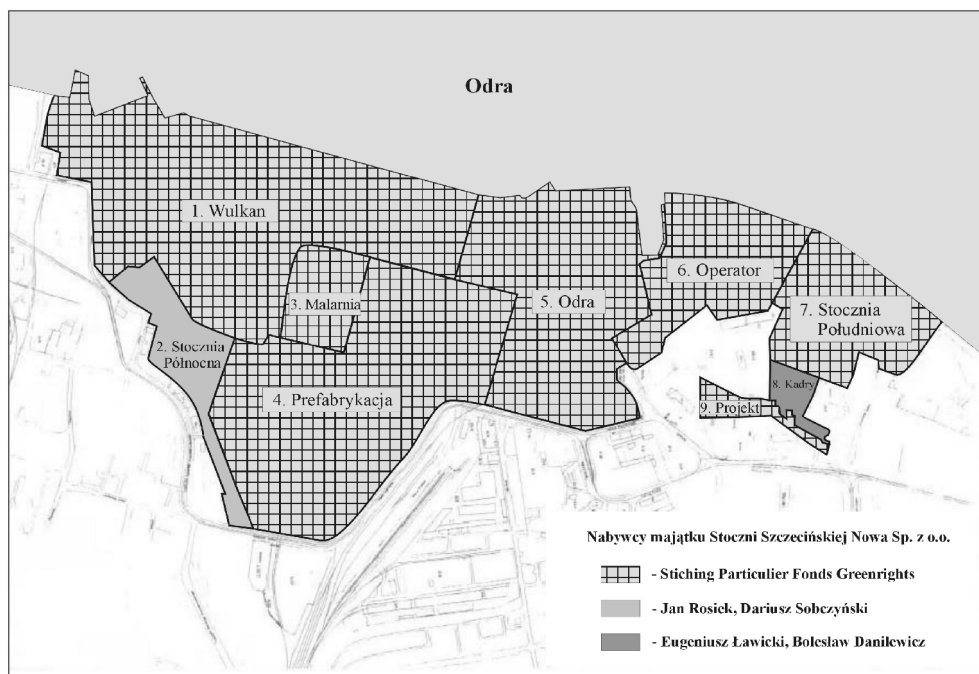 Odra
1. Wulkan
3. Malarnia
2. Stocznia
Północna
4. Prefabrykacja
5. Odra
6. Operator
7. Stocznia
Południowa
8. Kadry
9. Projekt
Nabywcy majątku Stoczni Szczecińskiej Nowa Sp. z o.o.
- Stiching Particulier Fonds Greenrights
- Jan Rosiek, Dariusz Sobczyński
- Eugeniusz Ławicki, Bolesław Danilewicz